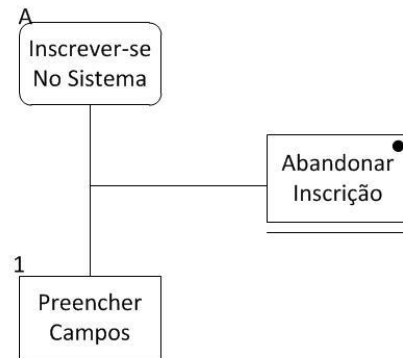 A
Inscrever-se
No Sistema
Abandonar
Inscrição
1
Preencher
Campos